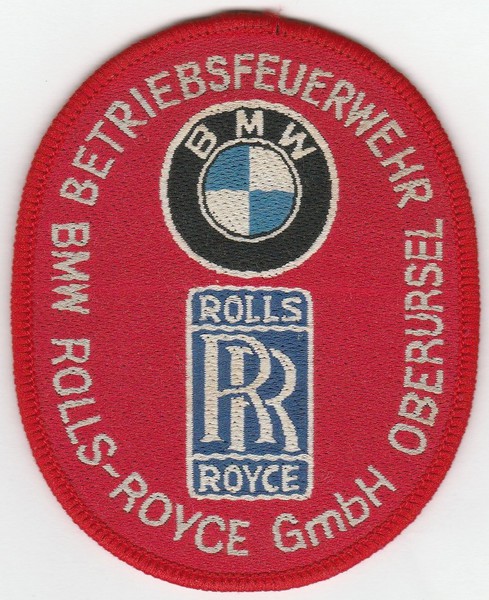 BETRIEBSFEUERWEHR OBERURSEL
BMW ROLLS-ROYCE GmbH
BMW
ROLLS
RR
ROYCE